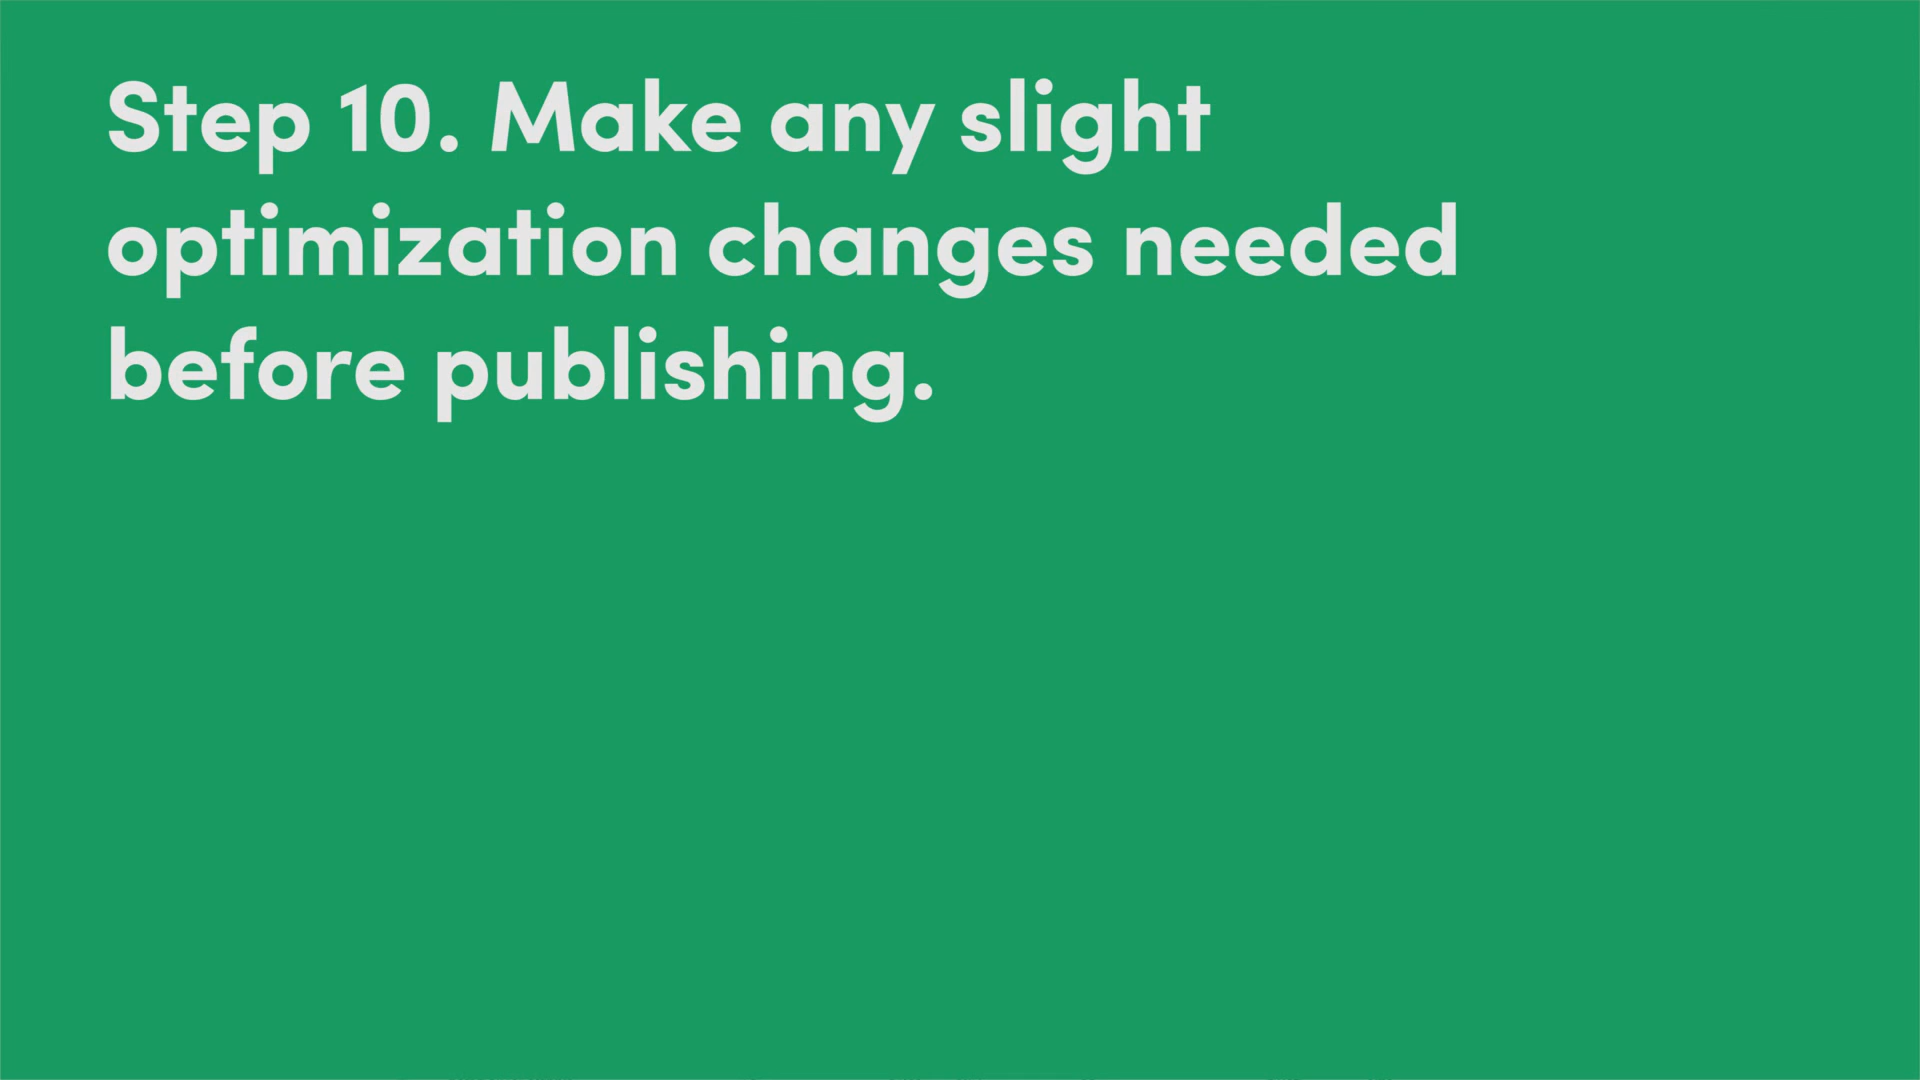 Step 10. Make any slight
optimization changes needed
before publishing.